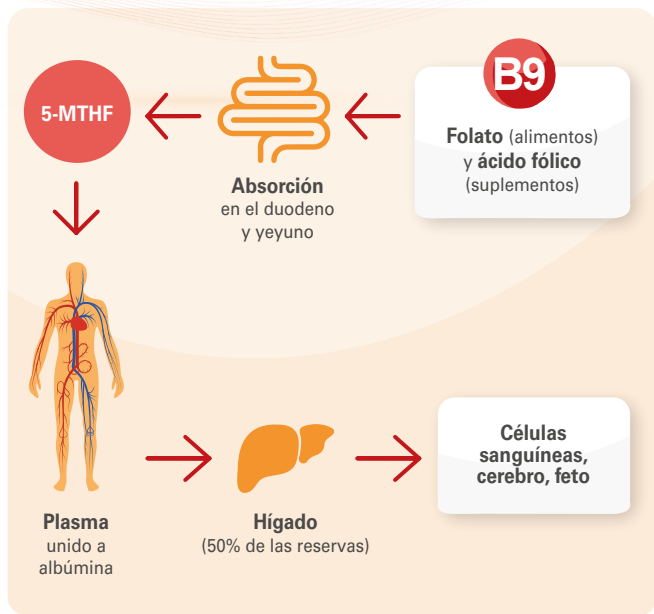 B9
Folato (alimentos)
y ácido fólico
(suplementos)
Absorción
en el duodeno
y yeyuno
5-MTHF
Plasma
unido a
albúmina
Hígado
(50% de las reservas)
Células
sanguíneas,
cerebro, feto